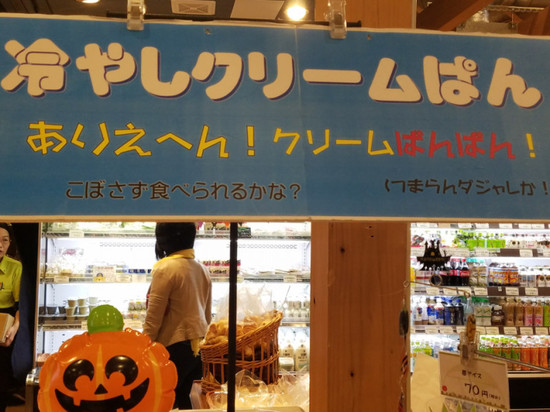 冷やしクリームぱん
ありえへん！クリームぱんぱん！
こぼさず食べられるかな？
（つまらんダジャレか！
70円